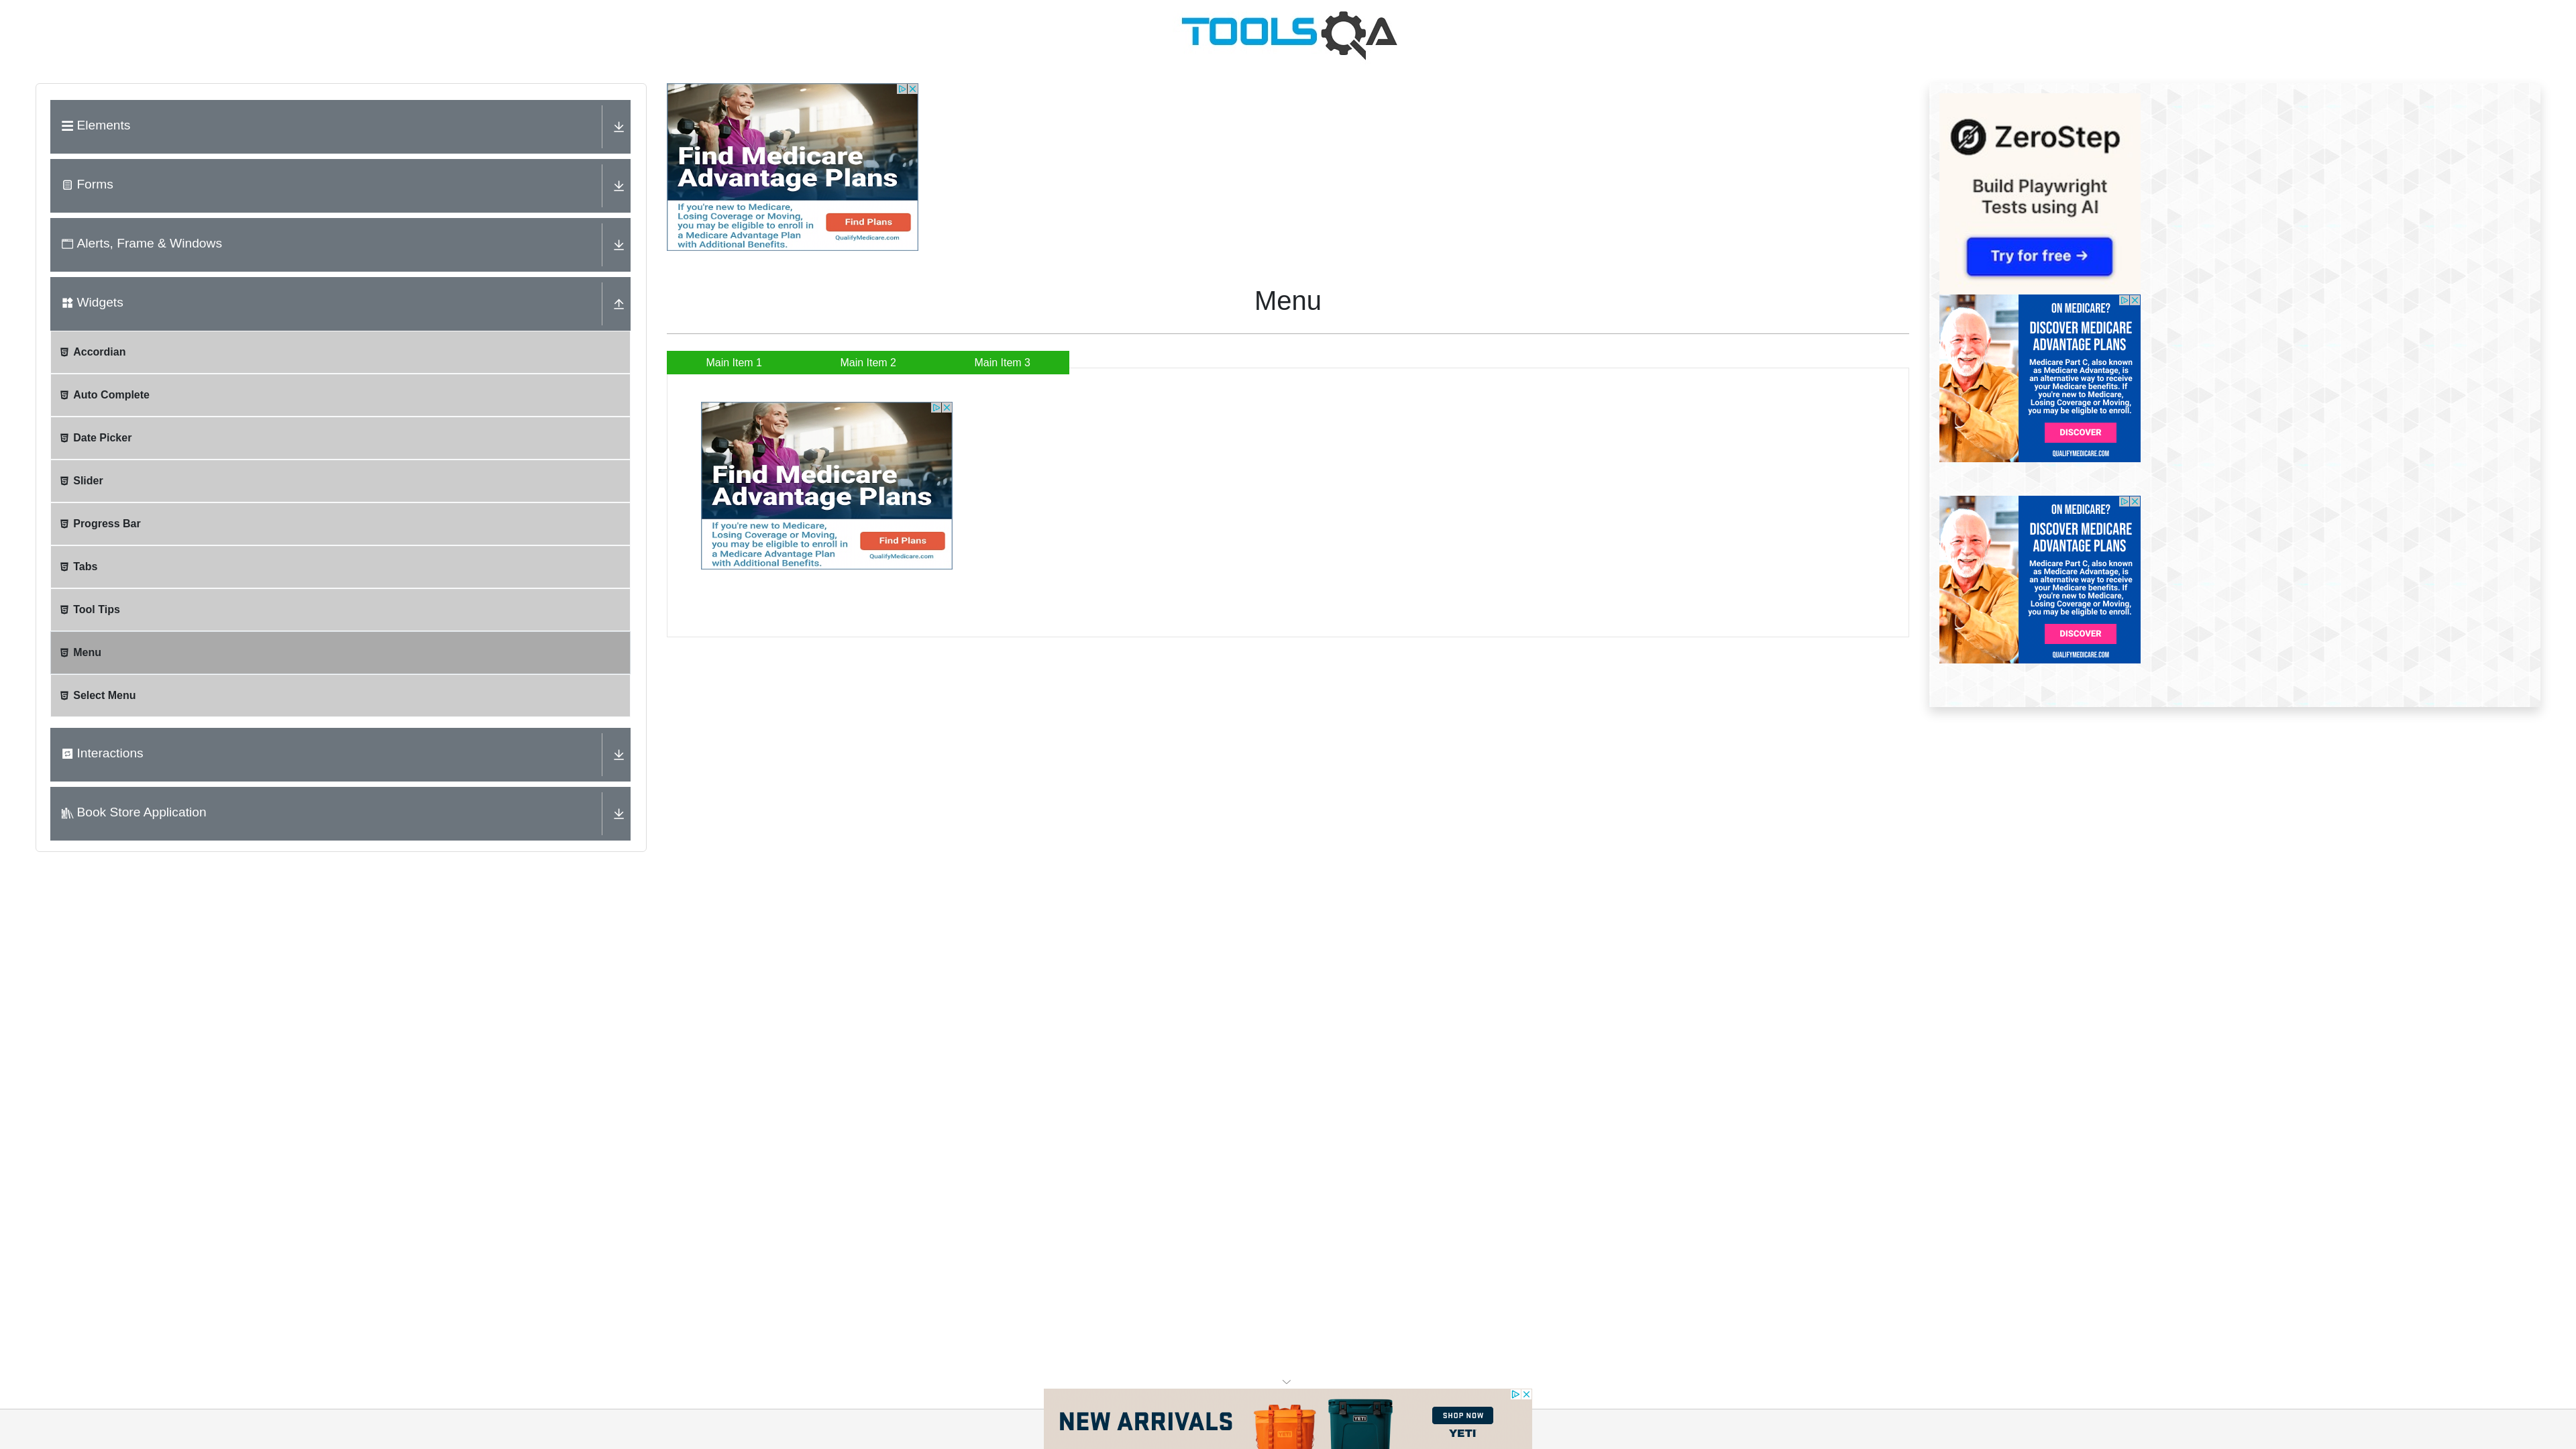 TOOLSQA
Elements
Forms
Alerts, Frame & Windows
Widgets
Accordian
Auto Complete
Date Picker
Slider
Progress Bar
Tabs
Tool Tips
Menu
Select Menu
Interactions
Book Store Application
Find Medicare
Advantage Plans
If you're new to Medicare,
Losing Coverage or Moving,
you may be eligible to enroll in
a Medicare Advantage Plan
with Additional Benefits.
Find Plans
QualifyMedicare.com
Menu
Main Item 1
Main Item 2
Main Item 3
Find Medicare
Advantage Plans
If you're new to Medicare,
Losing Coverage or Moving,
you may be eligible to enroll in
a Medicare Advantage Plan
with Additional Benefits.
Find Plans
QualifyMedicare.com
ZeroStep
Build Playwright
Tests using AI
Try for free →
ON MEDICARE?
DISCOVER MEDICARE
ADVANTAGE PLANS
Medicare Part C, also known
as Medicare Advantage, is
an alternative way to receive
your Medicare benefits. If
you're new to Medicare,
Losing Coverage or Moving,
you may be eligible to enroll.
DISCOVER
QUALIFYMEDICARE.COM
ON MEDICARE?
DISCOVER MEDICARE
ADVANTAGE PLANS
Medicare Part C, also known
as Medicare Advantage, is
an alternative way to receive
your Medicare benefits. If
you're new to Medicare,
Losing Coverage or Moving,
you may be eligible to enroll.
DISCOVER
QUALIFYMEDICARE.COM
NEW ARRIVALS
YETI
YETI
SHOP NOW
YETI